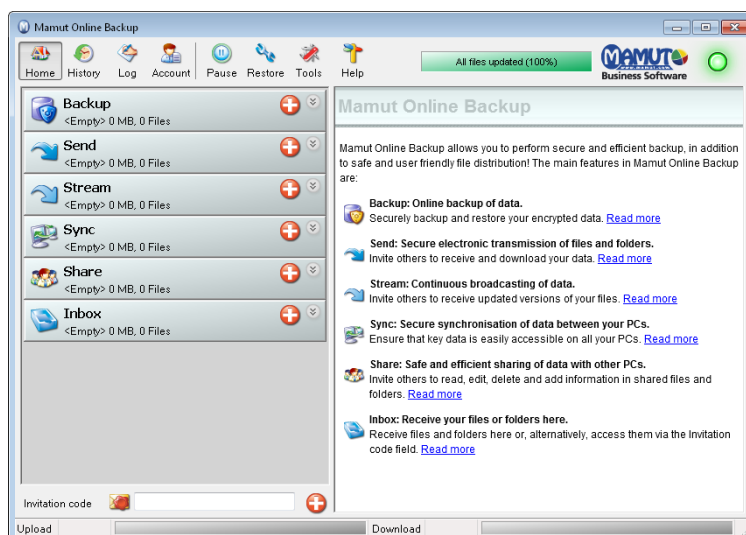 Mamut Online Backup
Home History Log Account Pause Restore Tools Help
All files updated (100%)
MAMUT
Business Software
Backup
<Empty> 0 MB, 0 Files
Send
<Empty> 0 MB, 0 Files
Stream
<Empty> 0 MB, 0 Files
Sync
<Empty> 0 MB, 0 Files
Share
<Empty> 0 MB, 0 Files
Inbox
<Empty> 0 MB, 0 Files
Invitation code
Mamut Online Backup
Mamut Online Backup allows you to perform secure and efficient backup, in addition
to safe and user friendly file distribution! The main features in Mamut Online Backup
are:
Backup: Online backup of data.
Securely backup and restore your encrypted data. Read more
Send: Secure electronic transmission of files and folders.
Invite others to receive and download your data. Read more
Stream: Continuous broadcasting of data.
Invite others to receive updated versions of your files. Read more
Sync: Secure synchronisation of data between your PCs.
Ensure that key data is easily accessible on all your PCs. Read more
Share: Safe and efficient sharing of data with other PCs.
Invite others to read, edit, delete and add information in shared files and
folders. Read more
Inbox: Receive your files or folders here.
Receive files and folders here or, alternatively, access them via the Invitation
code field. Read more
Upload
Download